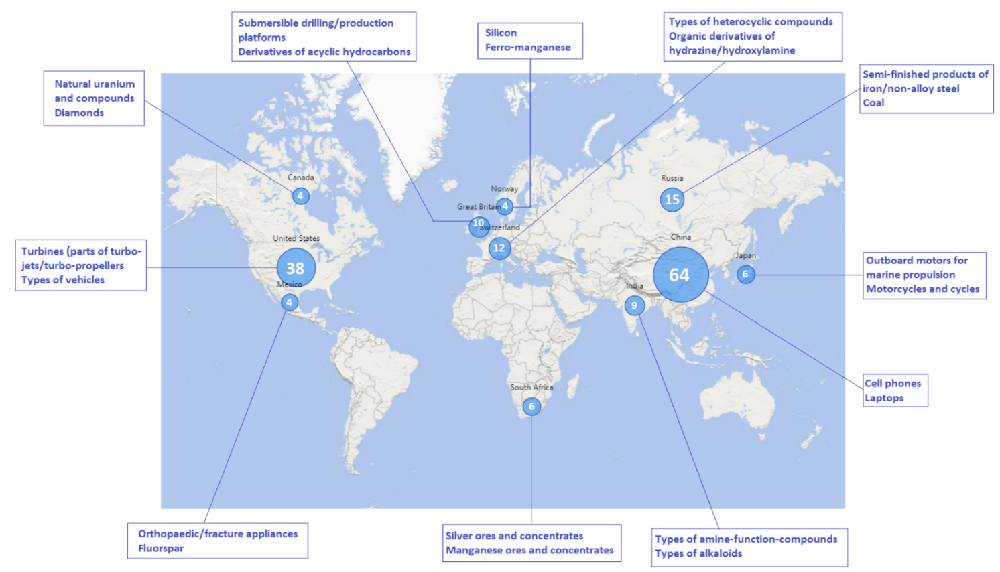 Submersible drilling/production
platforms
Derivatives of acyclic hydrocarbons
Silicon
Ferro-manganese
Types of heterocyclic compounds
Organic derivatives of
hydrazine/hydroxylamine
Natural uranium
and compounds
Diamonds
Semi-finished products of
iron/non-alloy steel
Coal
Canada
4
Norway
4
Russia
15
Great Britain
10
Switzerland
12
United States
38
China
64
Japan
6
Mexico
4
India
9
Turbines (parts of turbo-
jets/turbo-propellers
Types of vehicles
Outboard motors for
marine propulsion
Motorcycles and cycles
South Africa
6
Cell phones
Laptops
Orthopaedic/fracture appliances
Fluorspar
Silver ores and concentrates
Manganese ores and concentrates
Types of amine-function-compounds
Types of alkaloids